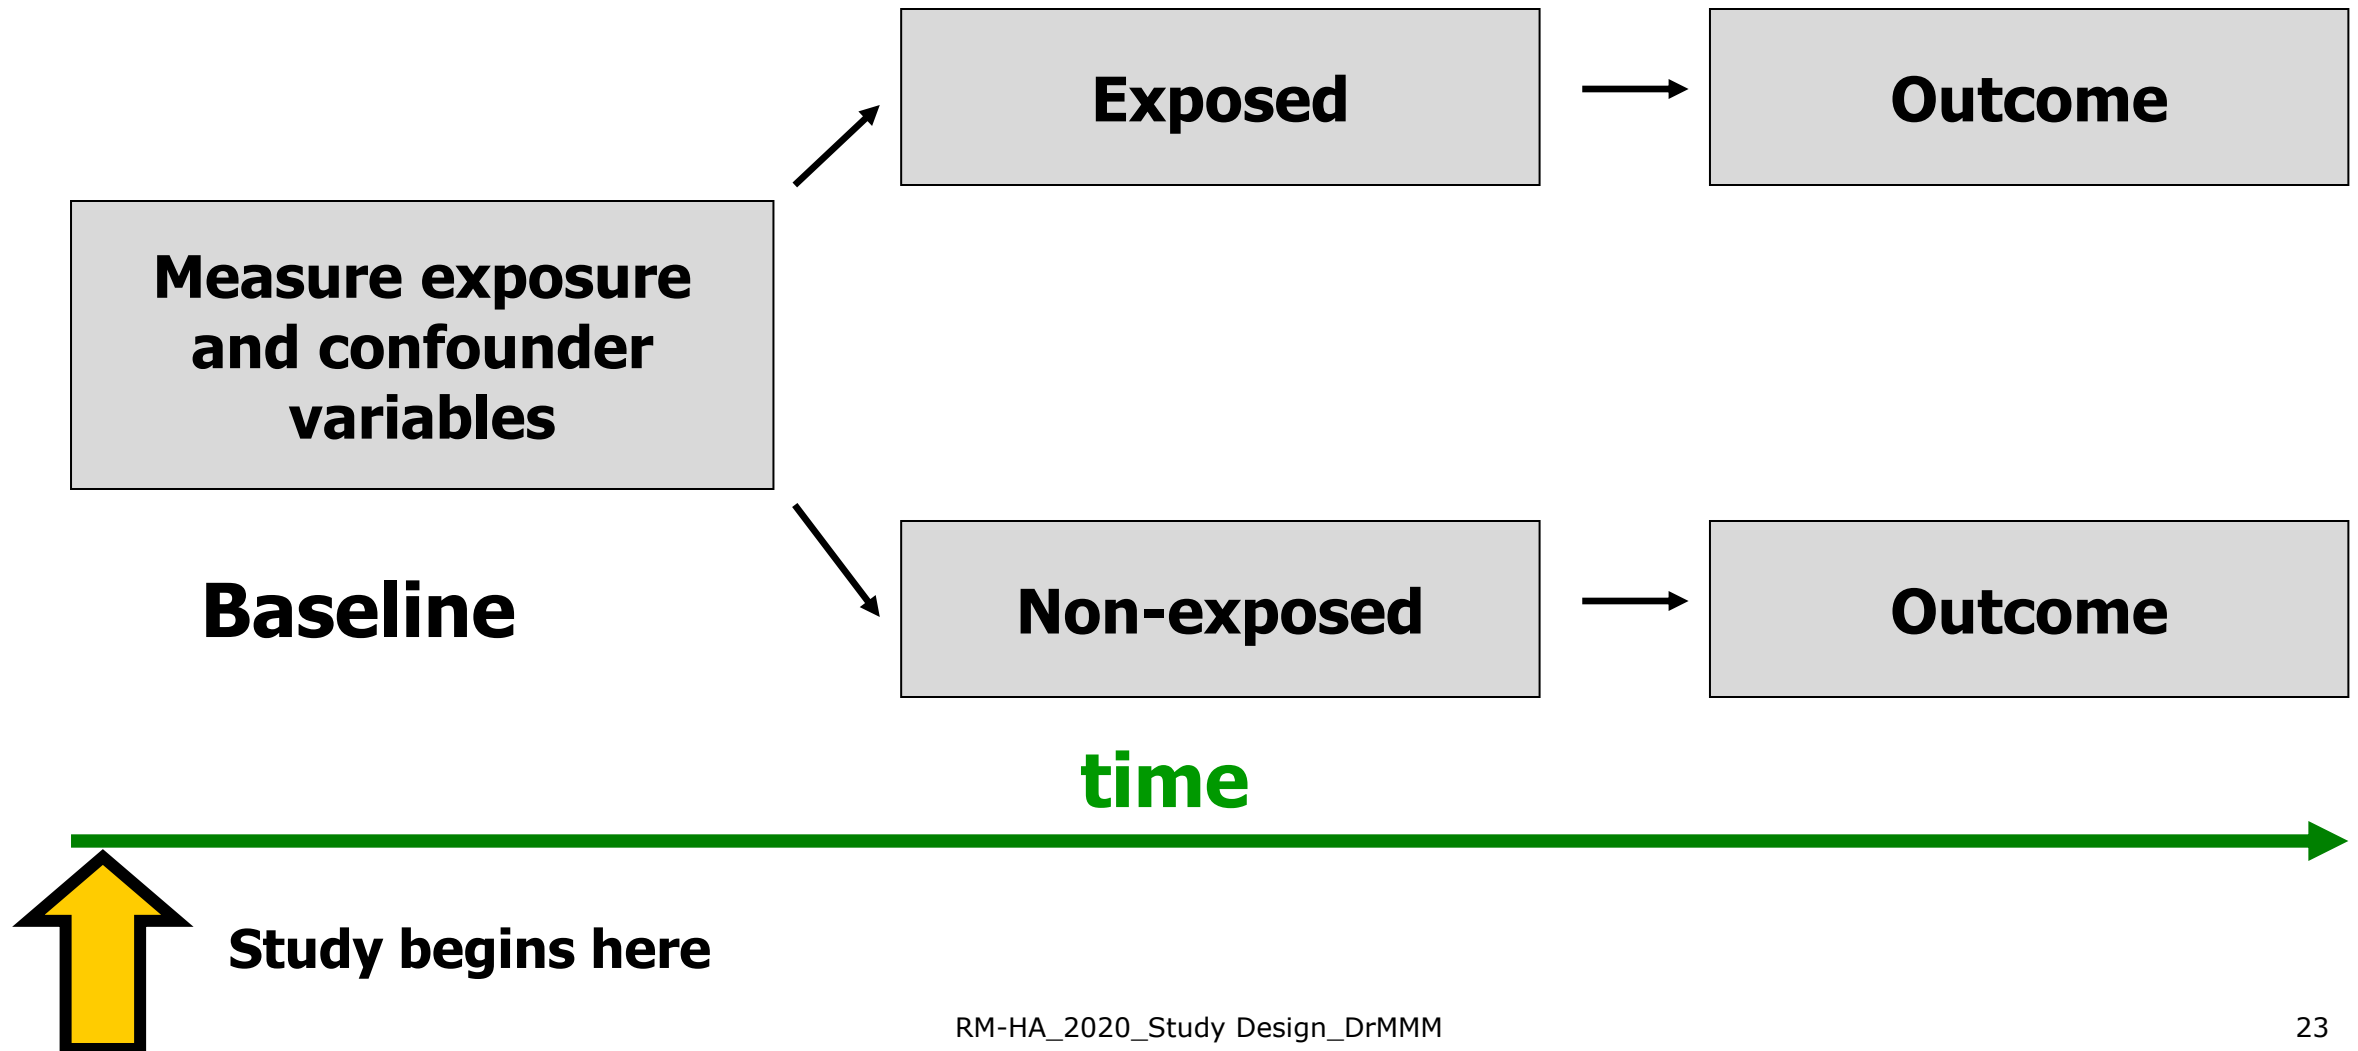 Exposed
Outcome
Measure exposure
and confounder
variables
Baseline
Non-exposed
Outcome
time
Study begins here
RM-HA_2020_Study Design_DrMMM
23